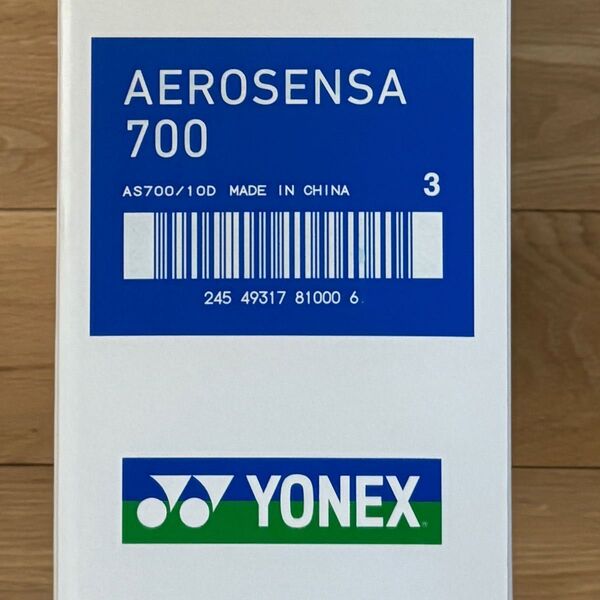 AEROSENSA
700
AS700/10D MADE IN CHINA 3
245 49317 81000 6
YONEX